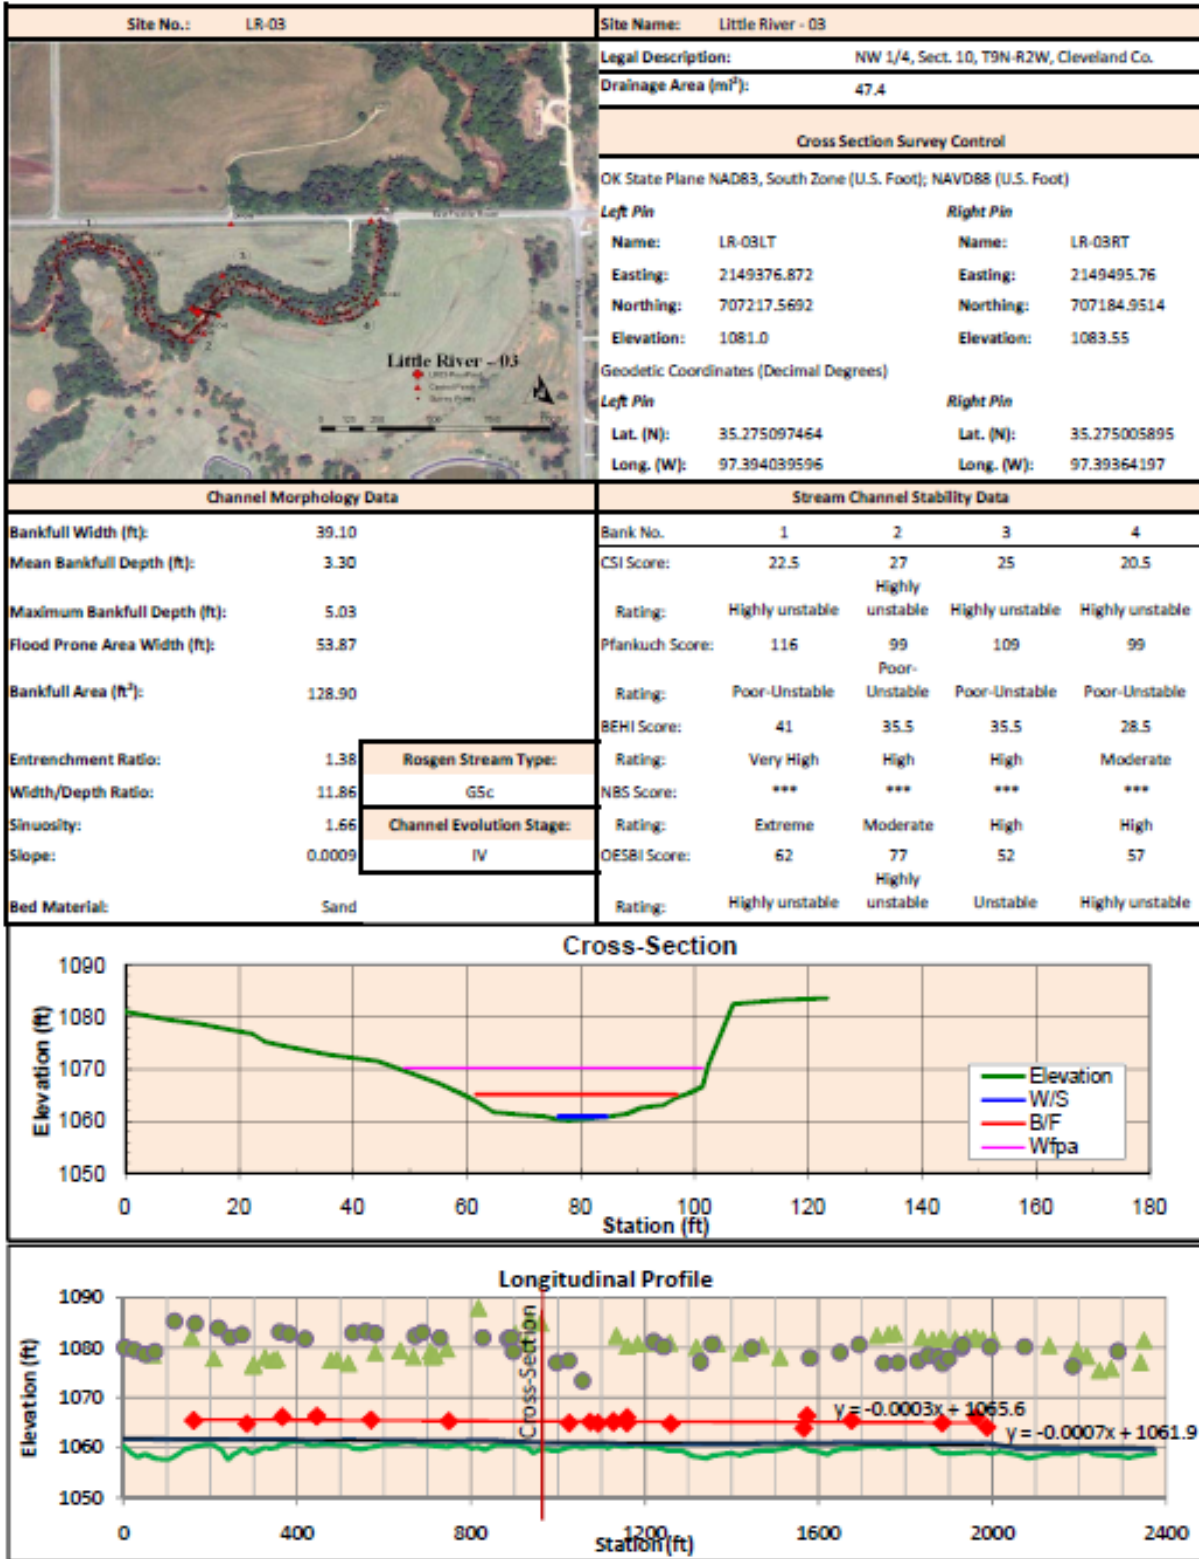 Site No.: LR-03
Site Name: Little River - 03
Legal Description: NW 1/4, Sect. 10, T9N-R2W, Cleveland Co.
Drainage Area (mi²): 47.4
Cross Section Survey Control
OK State Plane NAD83, South Zone (U.S. Foot); NAVD88 (U.S. Foot)
Left Pin Right Pin
Name: LR-03LT Name: LR-03RT
Easting: 2149376.872 Easting: 2149495.76
Northing: 707217.5692 Northing: 707184.9514
Elevation: 1081.0 Elevation: 1083.55
Geodetic Coordinates (Decimal Degrees)
Left Pin Right Pin
Lat. (N): 35.275097464 Lat. (N): 35.275005895
Long. (W): 97.394039596 Long. (W): 97.39364197
1
3
2
4
Little River - 03
Channel Morphology Data
Bankfull Width (ft): 39.10
Mean Bankfull Depth (ft): 3.30
Maximum Bankfull Depth (ft): 5.03
Flood Prone Area Width (ft): 53.87
Bankfull Area (ft²): 128.90
Entrenchment Ratio: 1.38
Width/Depth Ratio: 11.86
Sinuosity: 1.66
Slope: 0.0009
Bed Material: Sand
Rosgen Stream Type:
G5c
Channel Evolution Stage:
IV
Stream Channel Stability Data
Bank No. 1 2 3 4
CSI Score: 22.5 27 25 20.5
Rating: Highly unstable Highly unstable Highly unstable Highly unstable
Pfankuch Score: 116 99 109 99
Rating: Poor-Unstable Poor-Unstable Poor-Unstable Poor-Unstable
BEHI Score: 41 35.5 35.5 28.5
Rating: Very High High High Moderate
NBS Score: *** *** *** ***
Rating: Extreme Moderate High High
OESBI Score: 62 77 52 57
Rating: Highly unstable Highly unstable Unstable Highly unstable
Cross-Section
Elevation (ft)
1090
1080
1070
1060
1050
0 20 40 60 80 100 120 140 160 180
Station (ft)
Elevation
W/S
B/F
Wfpa
Longitudinal Profile
Elevation (ft)
1090
1080
1070
1060
1050
Cross-Section
y = -0.0003x + 1065.6
y = -0.0007x + 1061.9
0 400 800 1200 1600 2000 2400
Station (ft)